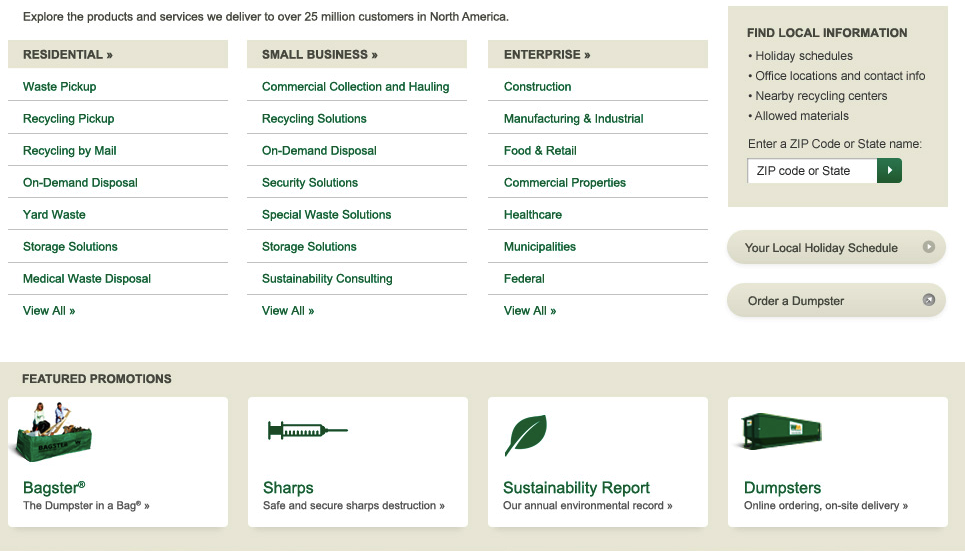 Explore the products and services we deliver to over 25 million customers in North America.
RESIDENTIAL »
Waste Pickup
Recycling Pickup
Recycling by Mail
On-Demand Disposal
Yard Waste
Storage Solutions
Medical Waste Disposal
View All »
SMALL BUSINESS »
Commercial Collection and Hauling
Recycling Solutions
On-Demand Disposal
Security Solutions
Special Waste Solutions
Storage Solutions
Sustainability Consulting
View All »
ENTERPRISE »
Construction
Manufacturing & Industrial
Food & Retail
Commercial Properties
Healthcare
Municipalities
Federal
View All »
FIND LOCAL INFORMATION
• Holiday schedules
• Office locations and contact info
• Nearby recycling centers
• Allowed materials
Enter a ZIP Code or State name:
ZIP code or State
Your Local Holiday Schedule
Order a Dumpster
FEATURED PROMOTIONS
BAGSTER
Bagster®
The Dumpster in a Bag® »
Sharps
Safe and secure sharps destruction »
Sustainability Report
Our annual environmental record »
Dumpsters
Online ordering, on-site delivery »